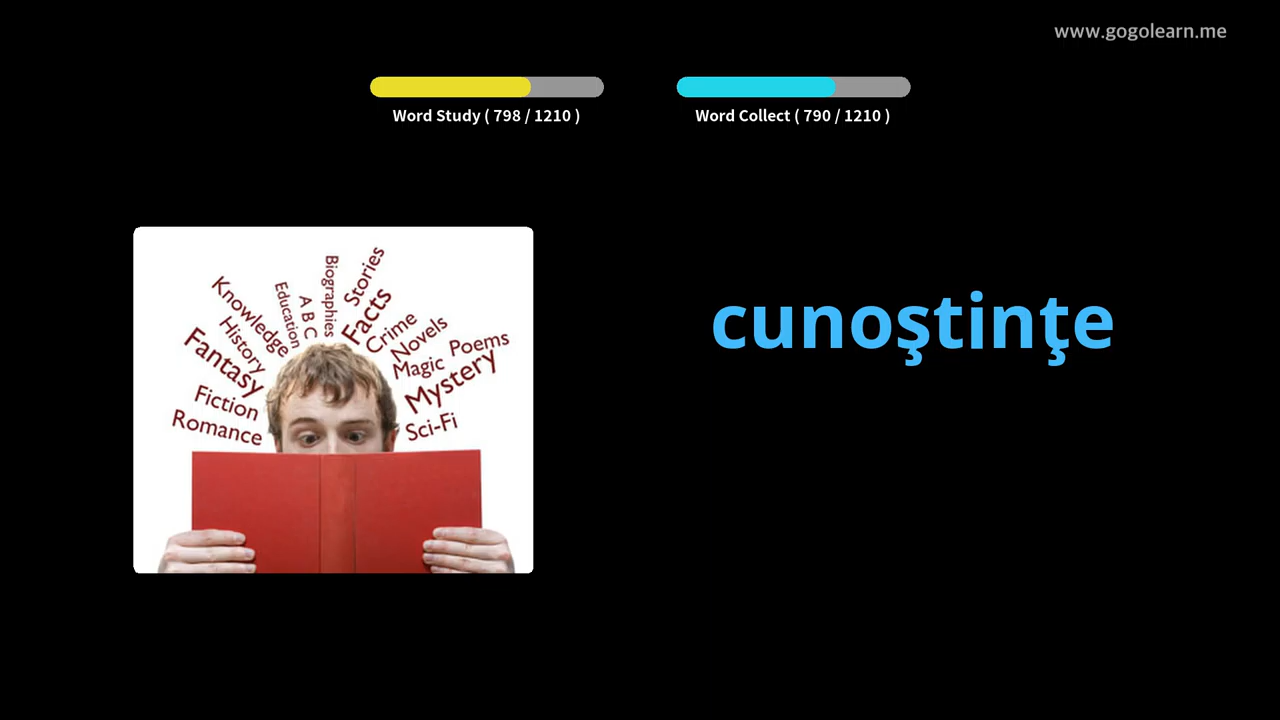 www.gogolearn.me
Word Study ( 798 / 1210 )
Word Collect ( 790 / 1210 )
cunoştinţe
Knowledge
History
Fantasy
Fiction
Romance
Education
A B C
Biographies
Stories
Facts
Crime
Novels
Magic
Poems
Mystery
Sci-Fi